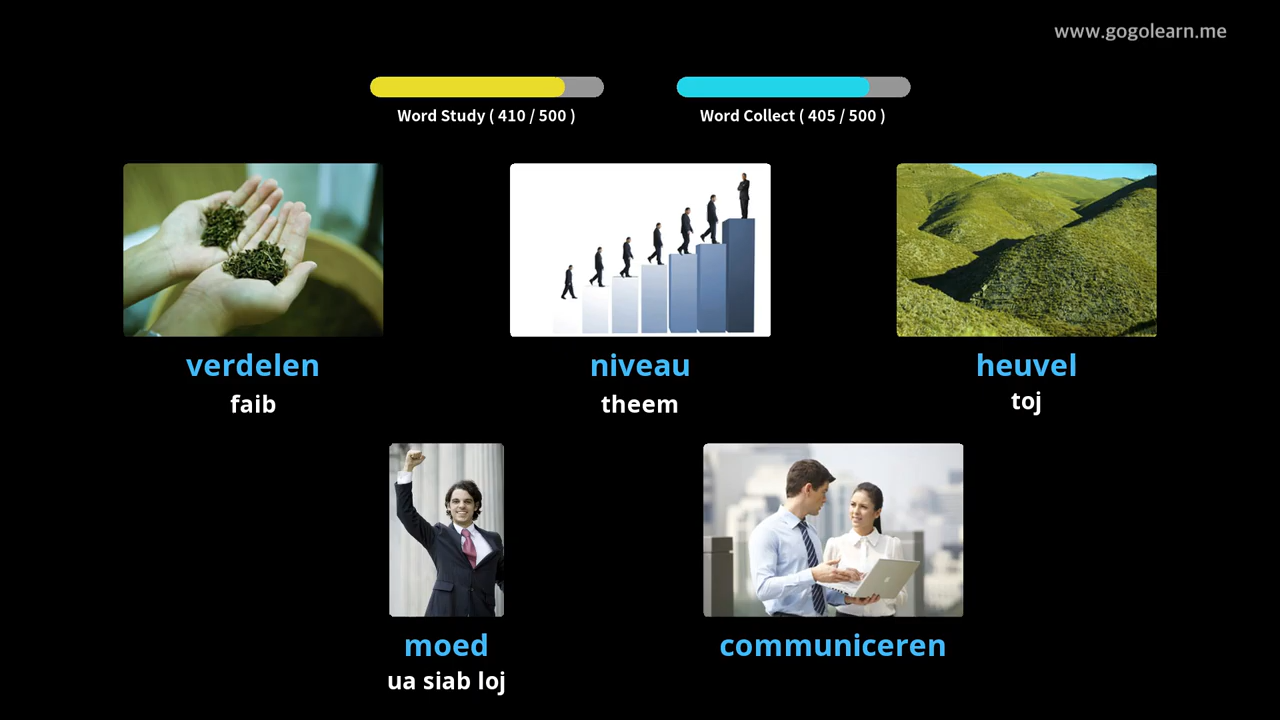 www.gogolearn.me
Word Study ( 410 / 500 )
Word Collect ( 405 / 500 )
verdelen
faib
niveau
theem
heuvel
toj
moed
ua siab loj
communiceren